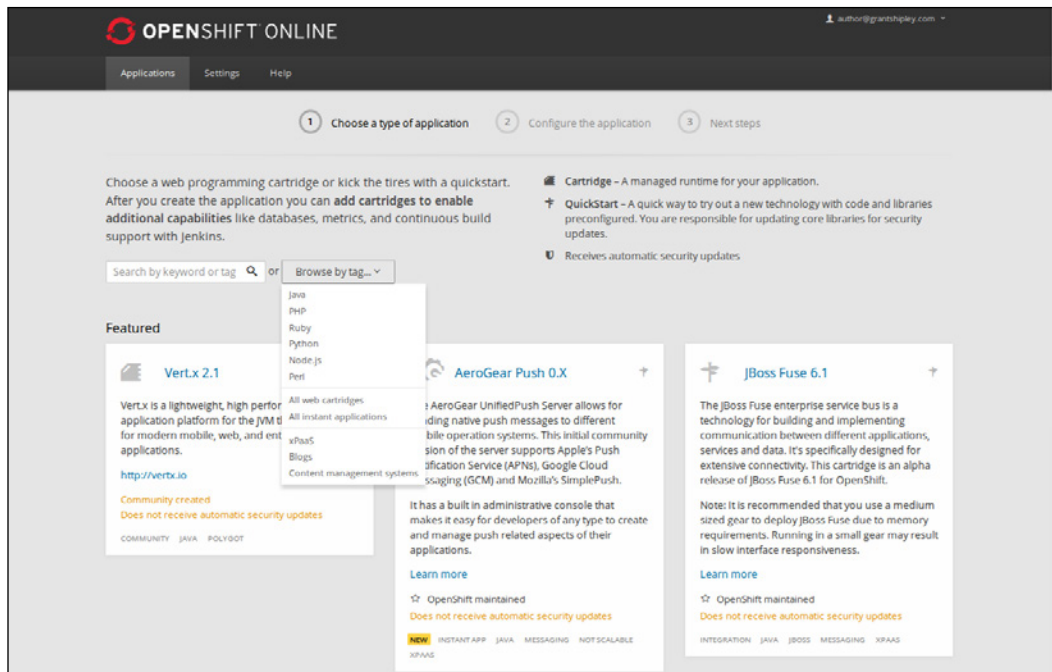 OPENSHIFT ONLINE
author@grantshipley.com
Applications Settings Help
1 Choose a type of application 2 Configure the application 3 Next steps
Choose a web programming cartridge or kick the tires with a quickstart.
After you create the application you can add cartridges to enable
additional capabilities like databases, metrics, and continuous build
support with Jenkins.
Cartridge – A managed runtime for your application.
QuickStart – A quick way to try out a new technology with code and libraries
preconfigured. You are responsible for updating core libraries for security
updates.
Receives automatic security updates
Search by keyword or tag or Browse by tag...
Java
PHP
Ruby
Python
Node.js
Perl
All web cartridges
All instant applications
xPaaS
Blogs
Content management systems
Featured
Vert.x 2.1
Vert.x is a lightweight, high
application platform for the JVM
for modern mobile, web, and
applications.
http://vertx.io
Community created
Does not receive automatic security updates
COMMUNITY JAVA POLYGOT
AeroGear Push 0.X
AeroGear UnifiedPush Server allows for
native push messages to different
operation systems. This initial community
of the server supports Apple's Push
Service (APNs), Google Cloud
(GCM) and Mozilla's SimplePush.
It has a built in administrative console that
makes it easy for developers of any type to create
and manage push related aspects of their
applications.
Learn more
OpenShift maintained
Does not receive automatic security updates
NEW INSTANT APP JAVA MESSAGING NOT SCALABLE
XPAAS
JBoss Fuse 6.1
The JBoss Fuse enterprise service bus is a
technology for building and implementing
communication between different applications,
services and data. It's specifically designed for
extensive connectivity. This cartridge is an alpha
release of JBoss Fuse 6.1 for OpenShift.
Note: It is recommended that you use a medium
sized gear to deploy JBoss Fuse due to memory
requirements. Running in a small gear may result
in slow interface responsiveness.
Learn more
OpenShift maintained
Does not receive automatic security updates
INTEGRATION JAVA JBOSS MESSAGING XPAAS